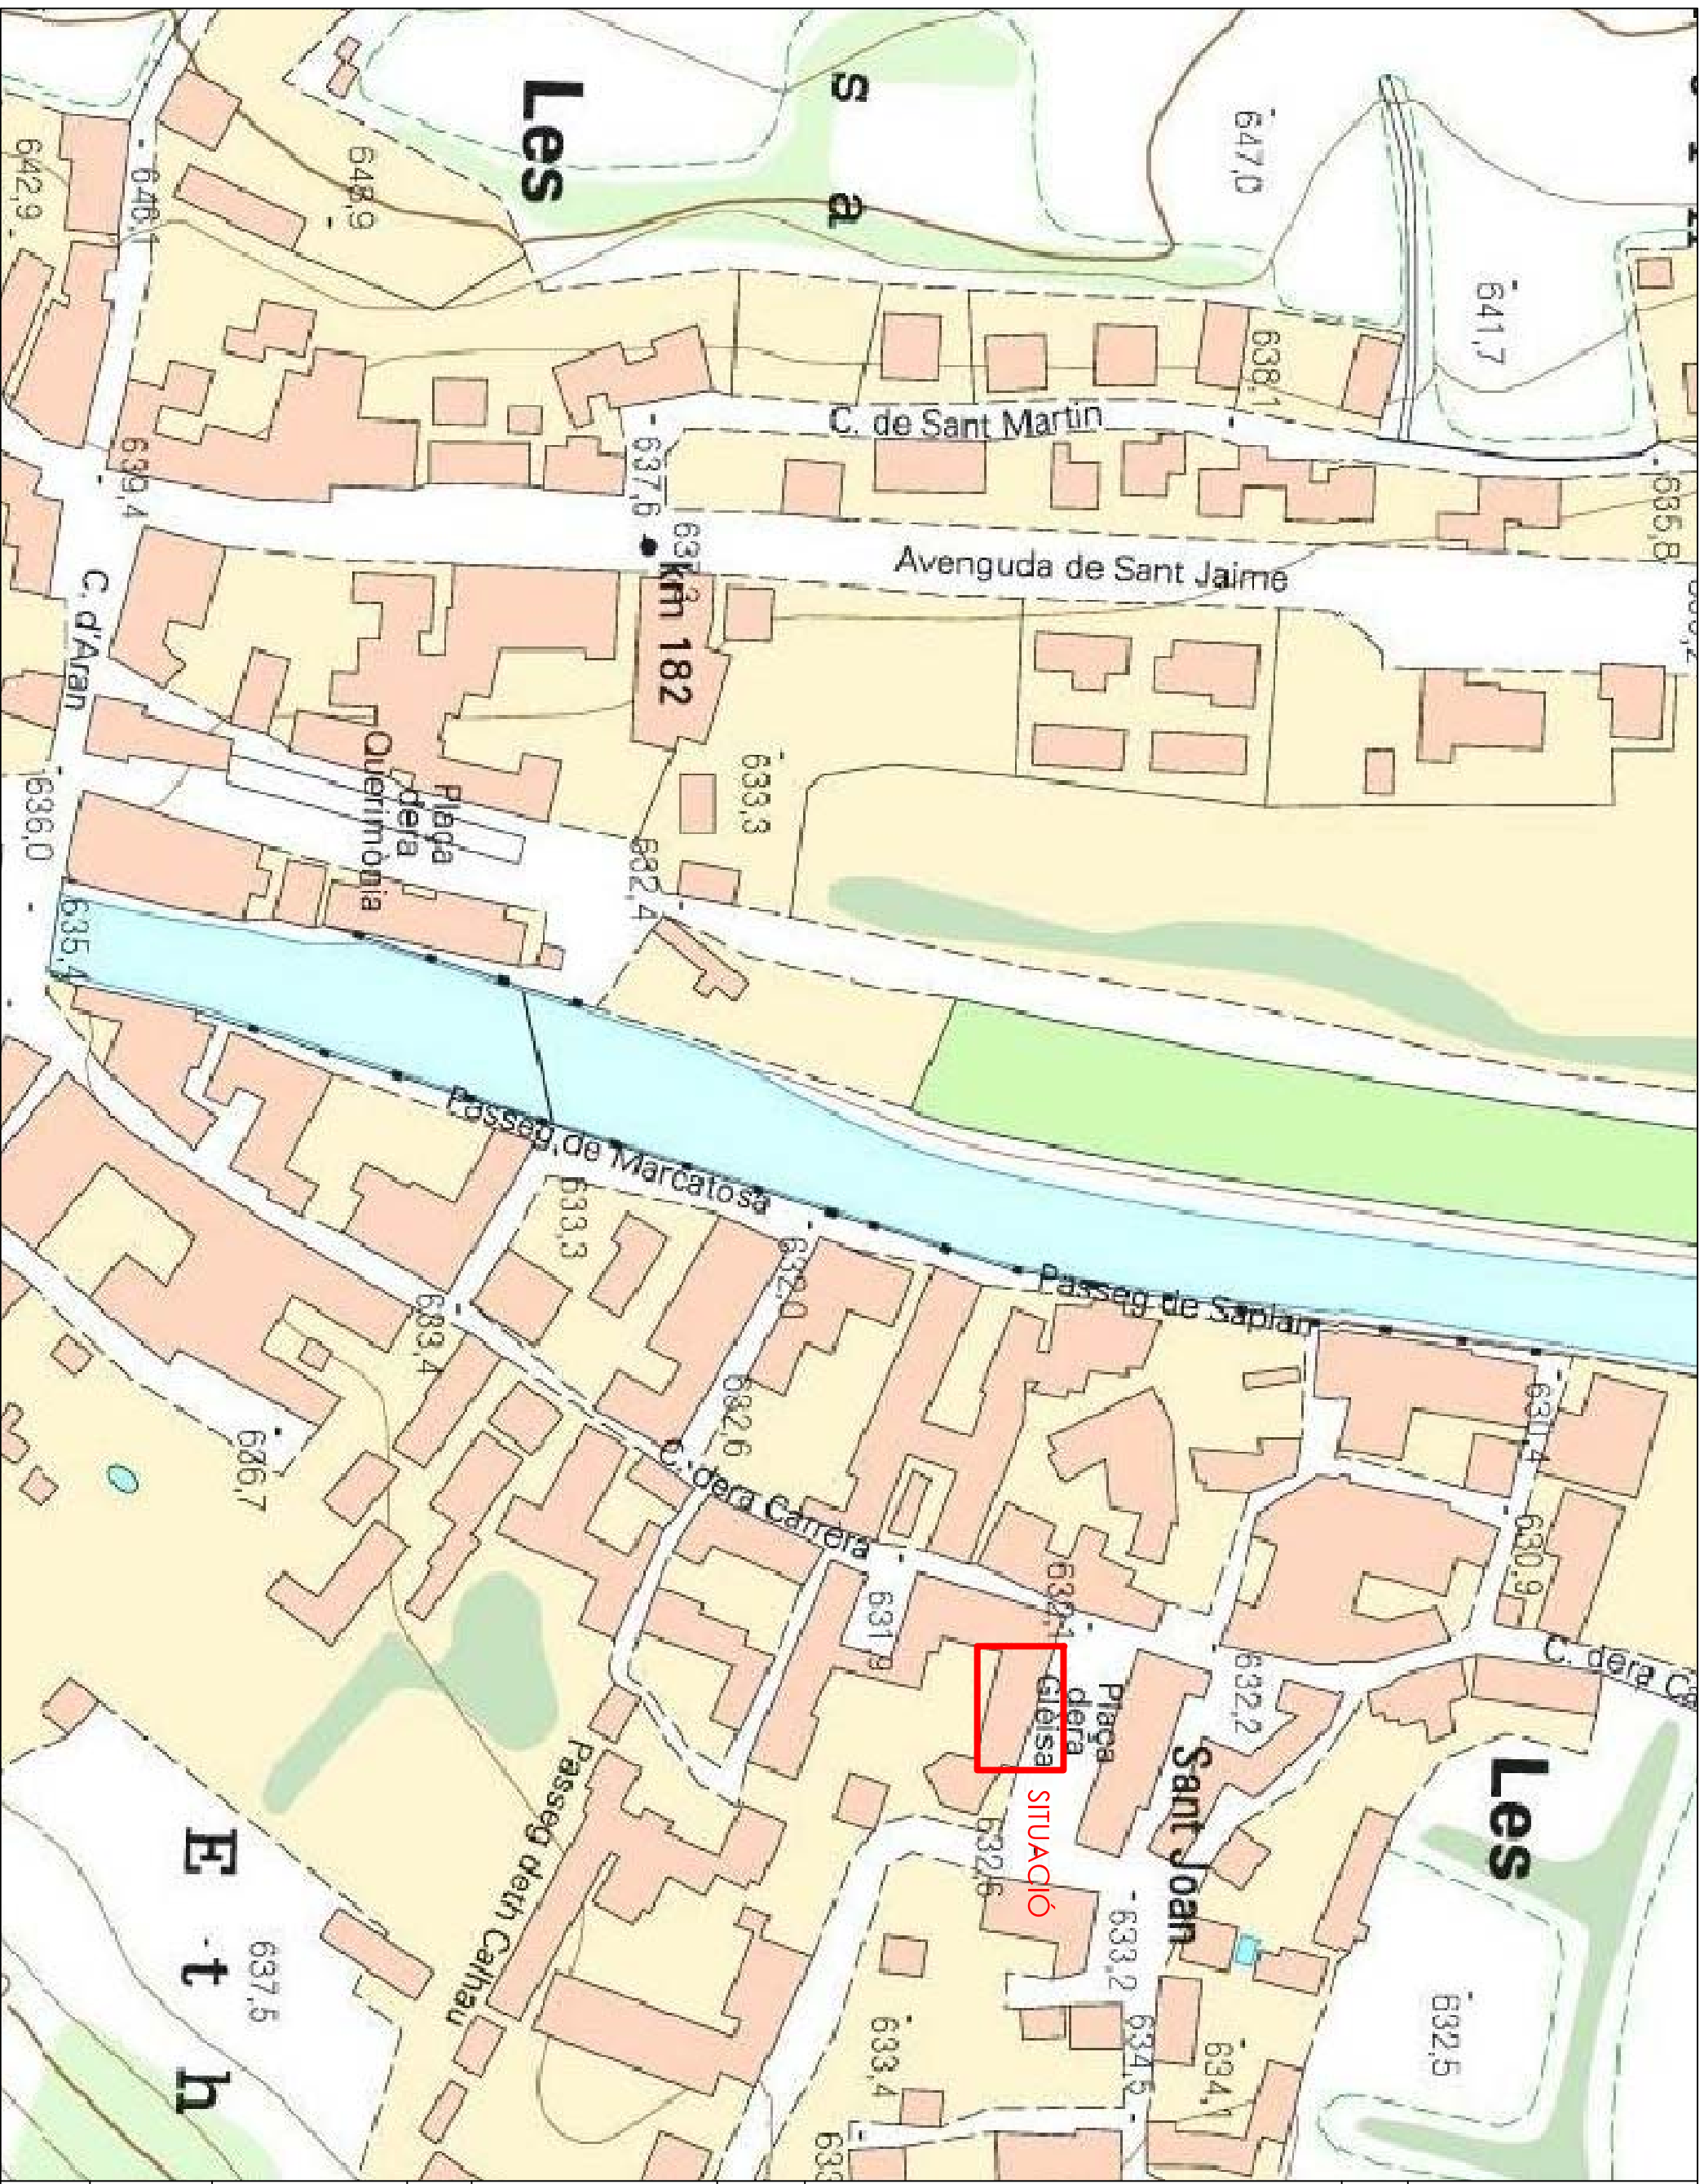 Les
s a
647,0
641,7
648,9
646,1
642,9
638,1
C. de Sant Martin
637,6
639,4
635,8
Avenguda de Sant Jaime
km 182
C. d'Aran
633,3
Plaça
dera
Querimònia
636,0
632,4
635,4
Passeg. de Marcatosa
633,3
632,0
Passeg de Saplan
633,4
632,6
630,4
636,7
C. dera Carrèra
630,9
631,9
632,1
632,2
Plaça
dera
Glèisa
Sant Joan
C. dera
Les
SITUACIÓ
632,6
Passeg deth Calhau
E t h
637,5
633,2
632,5
633,4
634,5
634,1